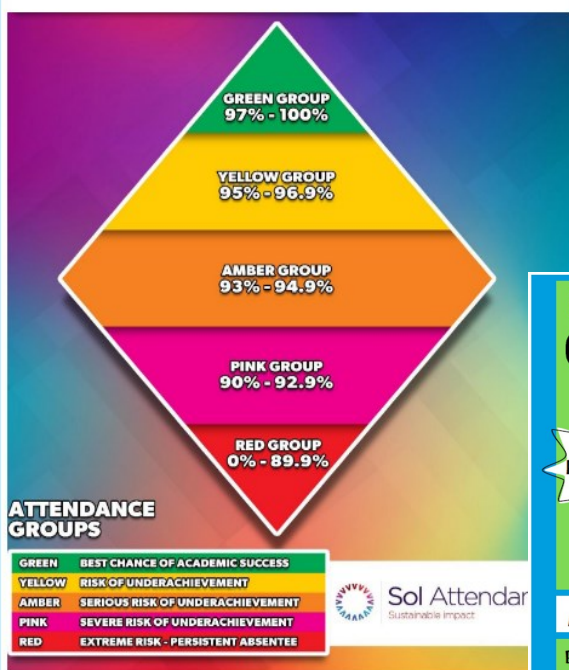 GREEN GROUP
97% - 100%
YELLOW GROUP
95% - 96.9%
AMBER GROUP
93% - 94.9%
PINK GROUP
90% - 92.9%
RED GROUP
0% - 89.9%
ATTENDANCE
GROUPS
GREEN BEST CHANCE OF ACADEMIC SUCCESS
YELLOW RISK OF UNDERACHIEVEMENT
AMBER SERIOUS RISK OF UNDERACHIEVEMENT
PINK SEVERE RISK OF UNDERACHIEVEMENT
RED EXTREME RISK - PERSISTENT ABSENTEE
Sol Attendan
Sustainable impact